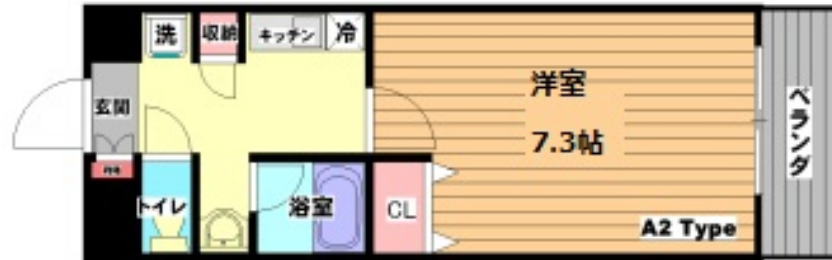 洗
収納
キッチン
冷
玄関
洋室
7.3帖
ベランダ
トイレ
浴室
CL
A2 Type